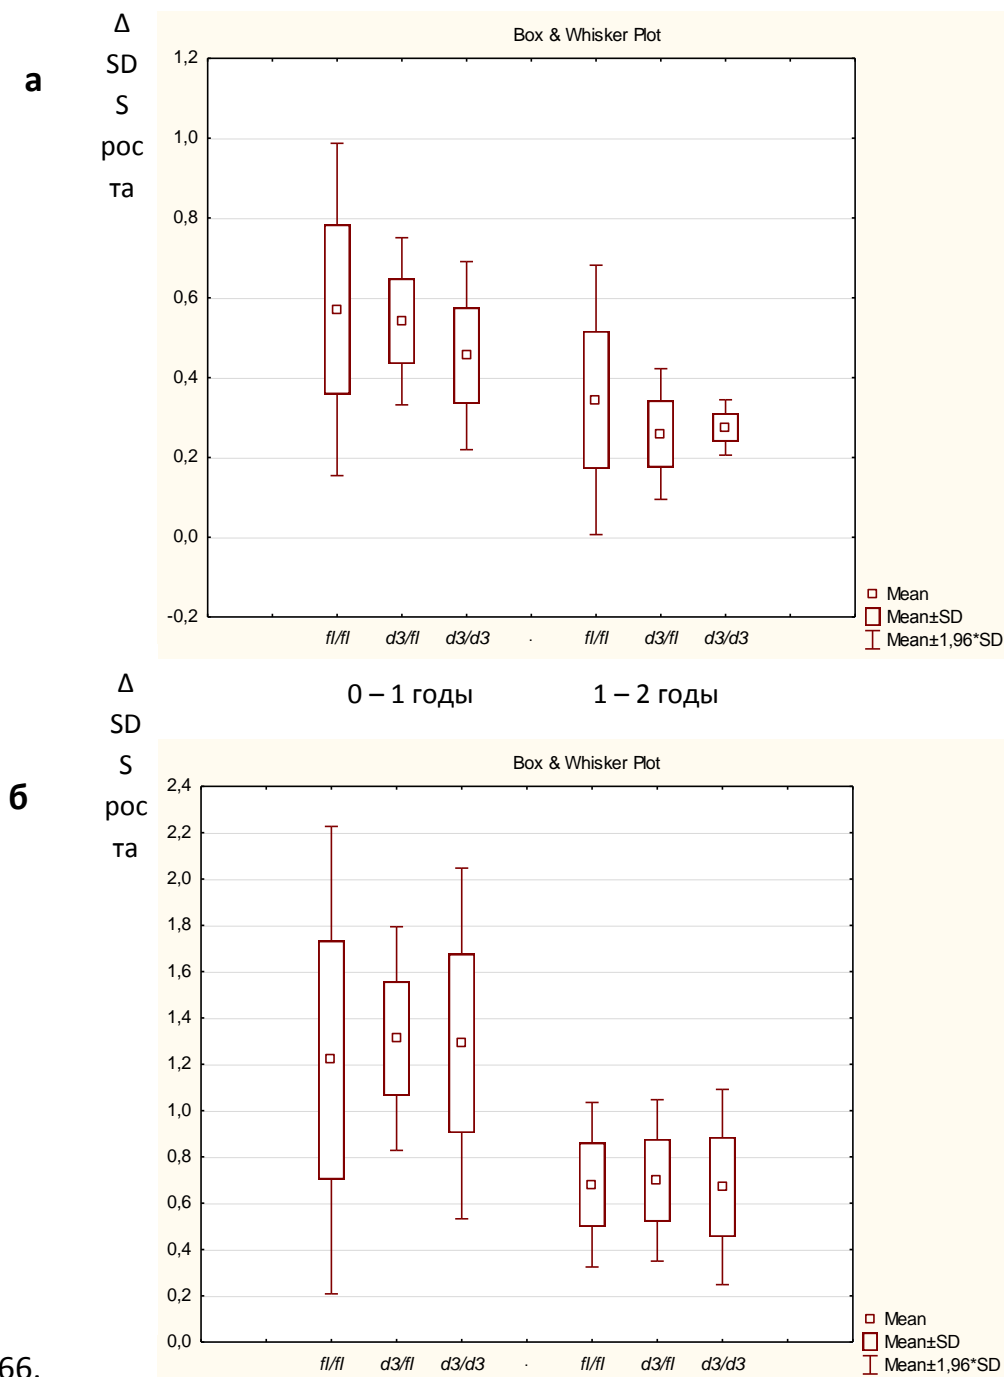 Δ
SD
S
рос
та
а
Box & Whisker Plot
1,2
1,0
0,8
0,6
0,4
0,2
0,0
-0,2
fl/fl d3/fl d3/d3 . fl/fl d3/fl d3/d3
Mean
Mean±SD
Mean±1,96*SD
0 – 1 годы 1 – 2 годы
Δ
SD
S
рос
та
б
Box & Whisker Plot
2,4
2,2
2,0
1,8
1,6
1,4
1,2
1,0
0,8
0,6
0,4
0,2
0,0
fl/fl d3/fl d3/d3 . fl/fl d3/fl d3/d3
Mean
Mean±SD
Mean±1,96*SD
66.